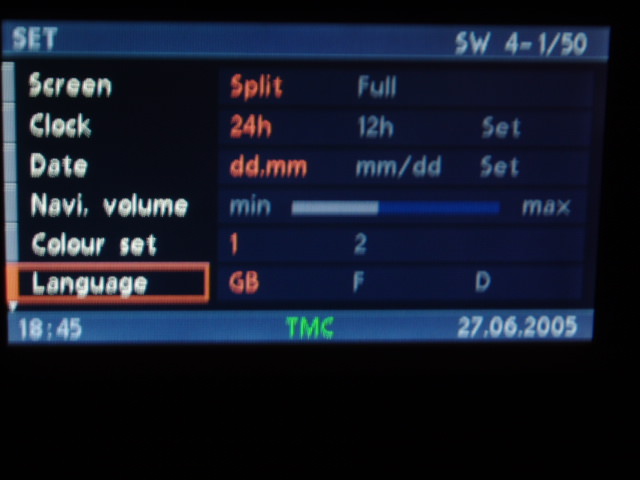 SET SW 4-1/50
Screen Split Full
Clock 24h 12h Set
Date dd.mm mm/dd Set
Navi. volume min max
Colour set 1 2
Language GB F D
18:45 TMC 27.06.2005